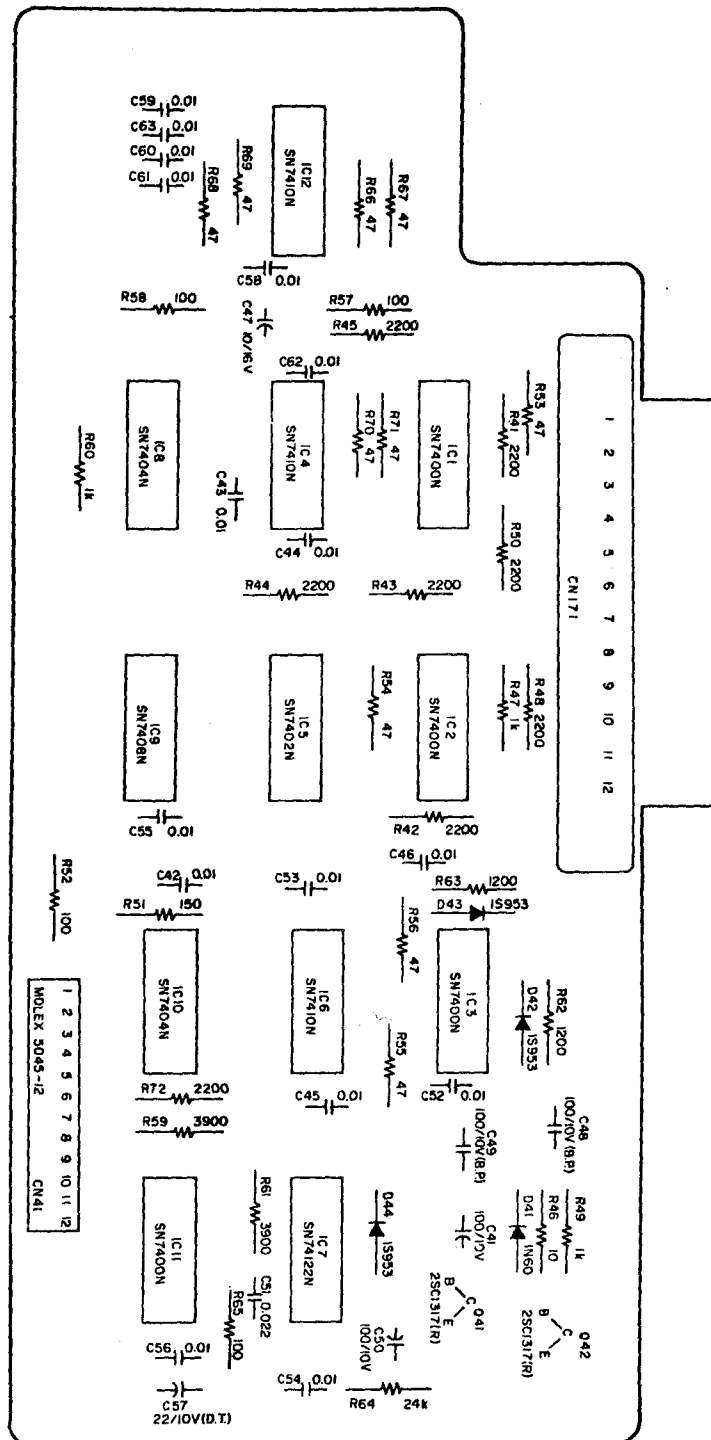 C59 0.01
C63 0.01
C60 0.01
C61 0.01
R68 47
R69 47
IC12
SN7410N
R66 47
R67 47
C58 0.01
R58 100
C47 10/16V
R57 100
R45 2200
C62 0.01
R53 47
R41 2200
R60 1k
IC8
SN7404N
C43 0.01
IC4
SN7410N
R70 47
R71 47
IC1
SN7400N
C44 0.01
R50 2200
R44 2200
R43 2200
CN171
1 2 3 4 5 6 7 8 9 10 11 12
IC9
SN7408N
IC5
SN7402N
R54 47
IC2
SN7400N
R47 1k
R48 2200
C55 0.01
R42 2200
C46 0.01
R52 100
C42 0.01
R51 150
C53 0.01
R63 1200
D43 1S953
R56 47
IC10
SN7404N
IC6
SN7410N
IC3
SN7400N
D42 1S953
R62 1200
R55 47
1 2 3 4 5 6 7 8 9 10 11 12
MOLEX 5045-12 CN41
R72 2200
R59 3900
C45 0.01
C52 0.01
C49
100/10V(B.P.)
C48
100/10V(B.P.)
IC11
SN7400N
R61 3900
C51 0.022
R65 100
IC7
SN74122N
D44 1S953
C41
100/10V
D41 1N60
R46 10
R49 1k
B C E Q41
2SC1317(R)
B C E Q42
2SC1317(R)
C50
100/10V
C56 0.01
C57
22/10V(D.T.)
C54 0.01
R64 24k